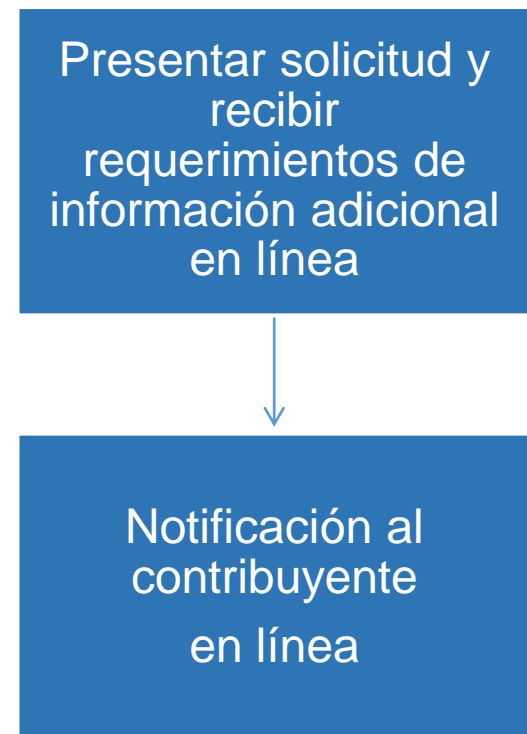 Presentar solicitud y
recibir
requerimientos de
información adicional
en línea
Notificación al
contribuyente
en línea